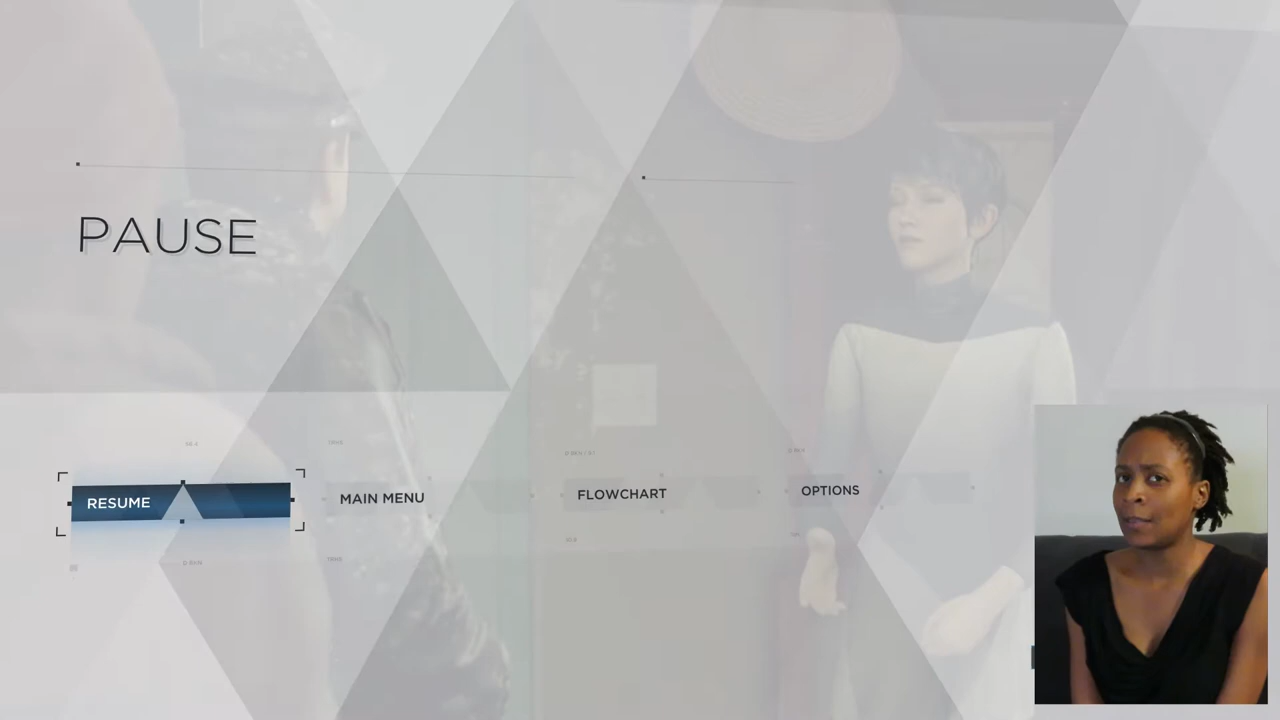 PAUSE
RESUME
MAIN MENU
FLOWCHART
OPTIONS